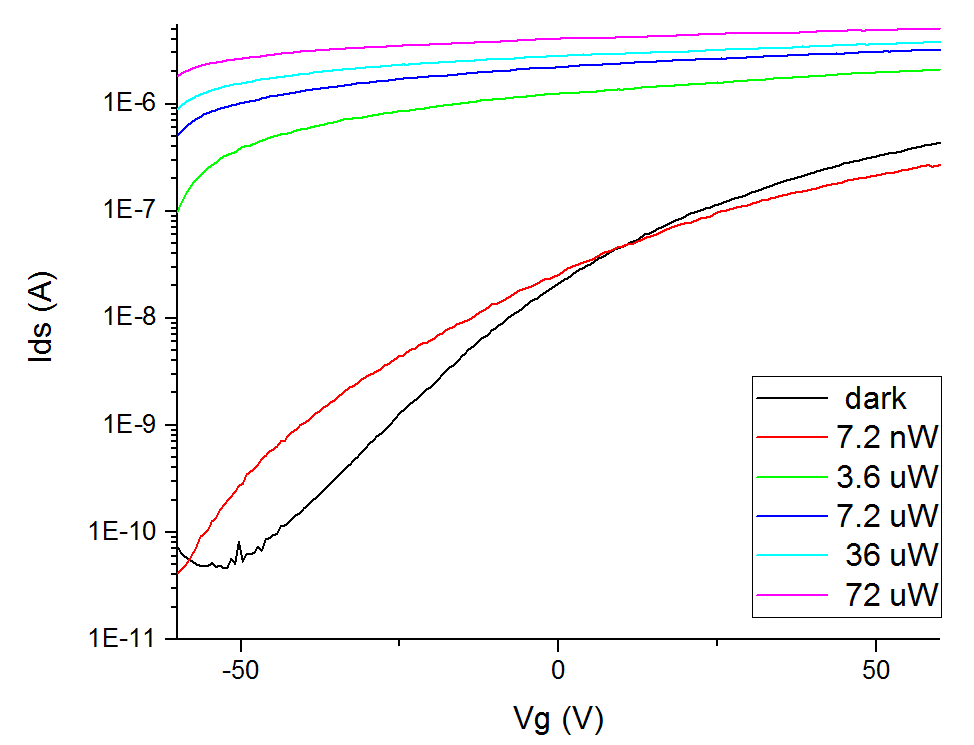 1E-6
1E-7
1E-8
1E-9
1E-10
1E-11
Ids (A)
-50
0
50
Vg (V)
dark
7.2 nW
3.6 uW
7.2 uW
36 uW
72 uW